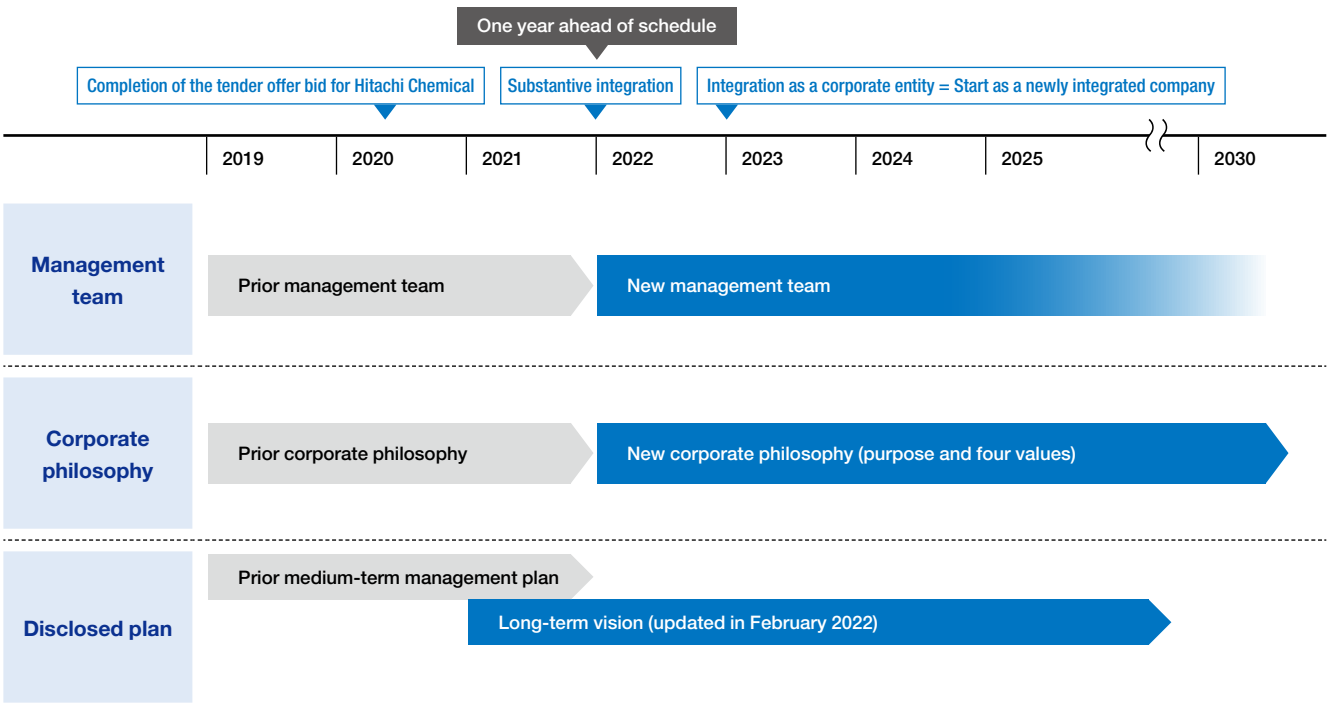 One year ahead of schedule
Completion of the tender offer bid for Hitachi Chemical
Substantive integration
Integration as a corporate entity = Start as a newly integrated company
2019
2020
2021
2022
2023
2024
2025
2030
Management
team
Prior management team
New management team
Corporate
philosophy
Prior corporate philosophy
New corporate philosophy (purpose and four values)
Disclosed plan
Prior medium-term management plan
Long-term vision (updated in February 2022)